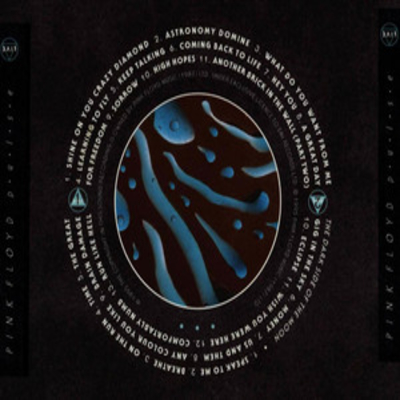 PINK FLOYD p·u·l·s·e
1. SHINE ON YOU CRAZY DIAMOND 2. ASTRONOMY DOMINE 3. WHAT DO YOU WANT FROM ME
4. LEARNING TO FLY 5. KEEP TALKING 6. COMING BACK TO LIFE 7. HEY YOU 8. A GREAT DAY
FOR FREEDOM 9. SORROW 10. HIGH HOPES 11. ANOTHER BRICK IN THE WALL (PART TWO)
THE DARK SIDE OF THE MOON • 1. SPEAK TO ME 2. BREATHE 3. ON THE RUN 4. TIME 5. THE GREAT
GIG IN THE SKY 6. MONEY 7. US AND THEM 8. ANY COLOUR YOU LIKE 9. BRAIN DAMAGE
10. ECLIPSE 11. WISH YOU WERE HERE 12. COMFORTABLY NUMB 13. RUN LIKE HELL
PINK FLOYD p·u·l·s·e